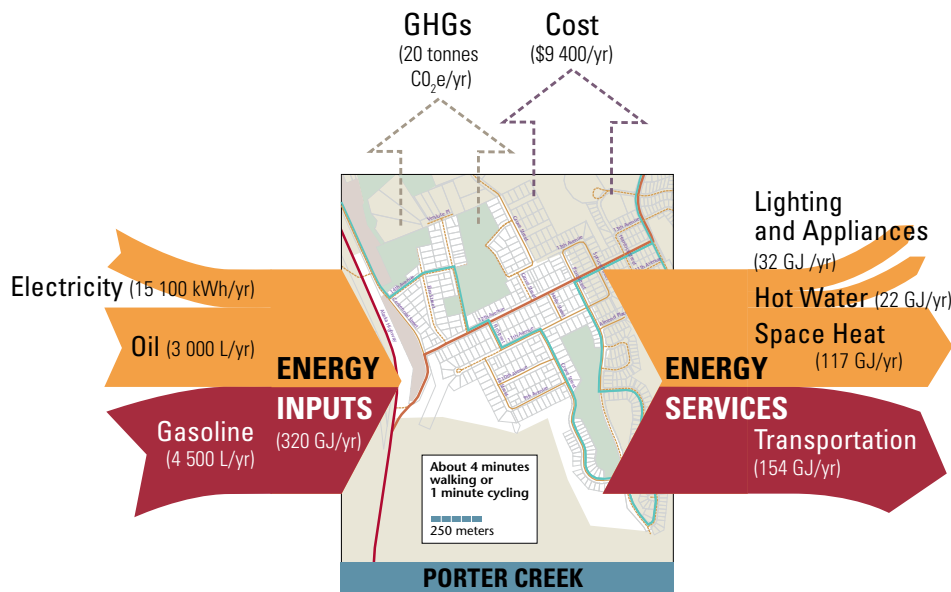 GHGs
(20 tonnes
CO₂e/yr)
Cost
($9 400/yr)
Electricity (15 100 kWh/yr)
Oil (3 000 L/yr)
ENERGY
INPUTS
(320 GJ/yr)
Gasoline
(4 500 L/yr)
Lighting
and Appliances
(32 GJ /yr)
Hot Water (22 GJ/yr)
Space Heat
(117 GJ/yr)
ENERGY
SERVICES
Transportation
(154 GJ/yr)
About 4 minutes
walking or
1 minute cycling
250 meters
PORTER CREEK